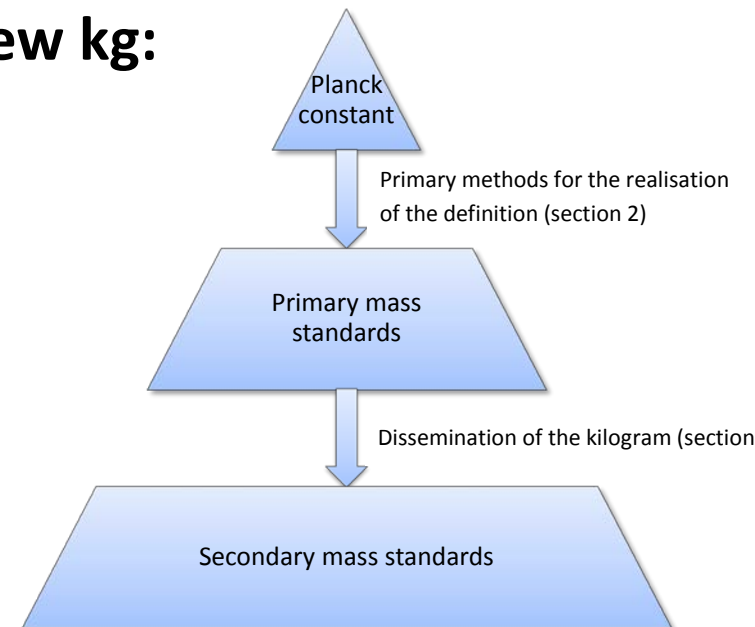 ew kg:
Planck
constant
Primary methods for the realisation
of the definition (section 2)
Primary mass
standards
Dissemination of the kilogram (section
Secondary mass standards